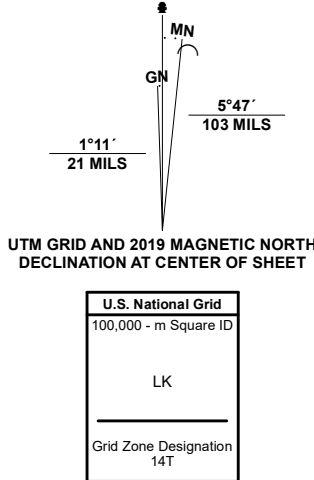 MN
GN
5°47´
103 MILS
1°11´
21 MILS
UTM GRID AND 2019 MAGNETIC NORTH
DECLINATION AT CENTER OF SHEET
U.S. National Grid
100,000 - m Square ID
LK
Grid Zone Designation
14T